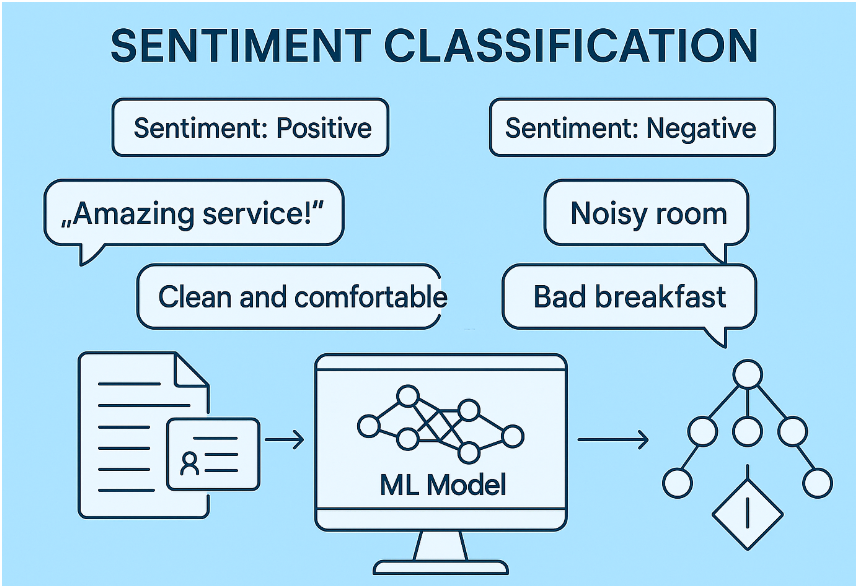 SENTIMENT CLASSIFICATION
Sentiment: Positive
Sentiment: Negative
„Amazing service!“
Noisy room
Clean and comfortable
Bad breakfast
ML Model